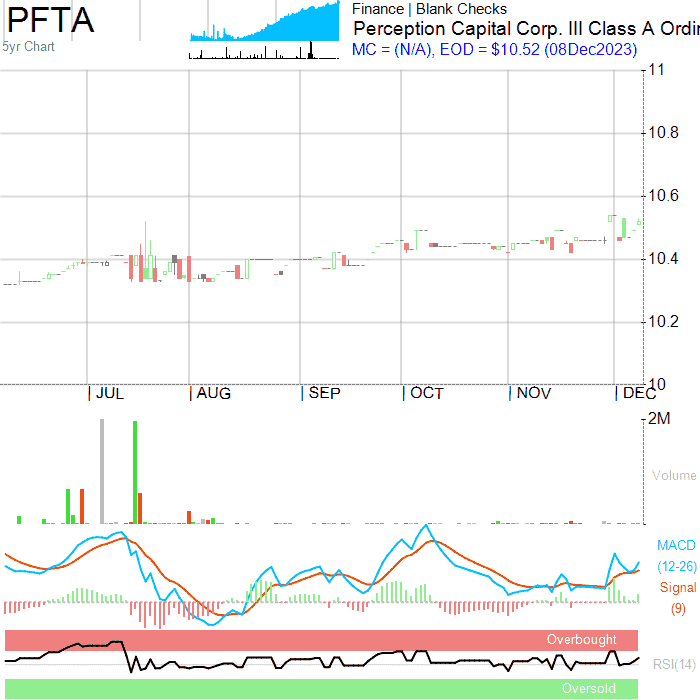 PFTA
5yr Chart
Finance | Blank Checks
Perception Capital Corp. III Class A Ordin
MC = (N/A), EOD = $10.52 (08Dec2023)
11
10.8
10.6
10.4
10.2
10
JUL
AUG
SEP
OCT
NOV
DEC
2M
Volume
MACD
(12-26)
Signal
(9)
Overbought
RSI(14)
Oversold